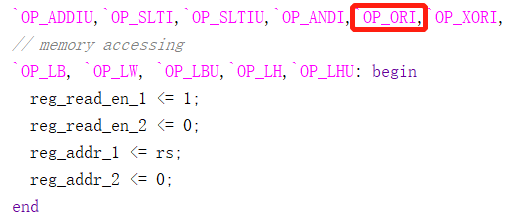 `OP_ADDIU,`OP_SLTI,`OP_SLTIU,`OP_ANDI,`OP_ORI,`OP_XORI,
// memory accessing
`OP_LB, `OP_LW, `OP_LBU,`OP_LH,`OP_LHU: begin
reg_read_en_1 <= 1;
reg_read_en_2 <= 0;
reg_addr_1 <= rs;
reg_addr_2 <= 0;
end